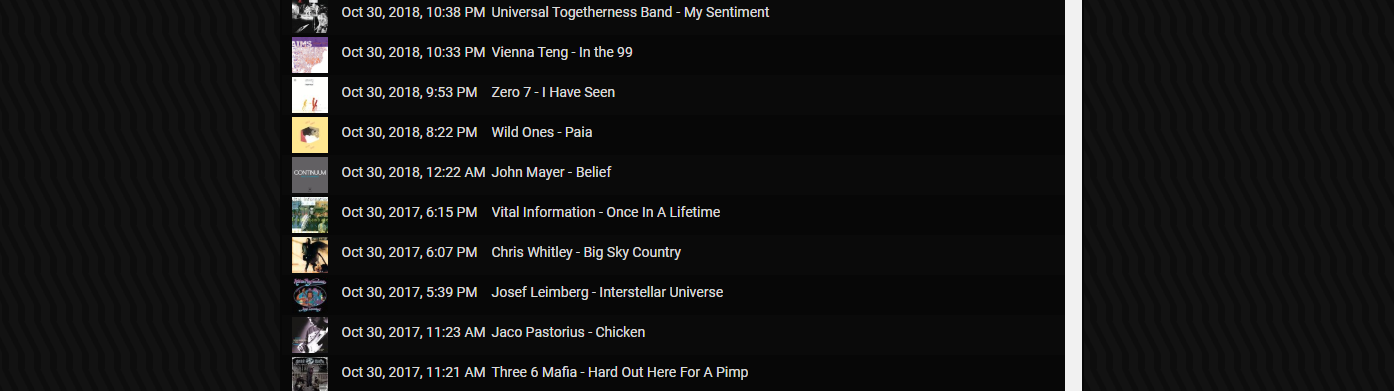 Oct 30, 2018, 10:38 PM Universal Togetherness Band - My Sentiment
Oct 30, 2018, 10:33 PM Vienna Teng - In the 99
Oct 30, 2018, 9:53 PM Zero 7 - I Have Seen
Oct 30, 2018, 8:22 PM Wild Ones - Paia
CONTINUUM
Oct 30, 2018, 12:22 AM John Mayer - Belief
Oct 30, 2017, 6:15 PM Vital Information - Once In A Lifetime
Oct 30, 2017, 6:07 PM Chris Whitley - Big Sky Country
Oct 30, 2017, 5:39 PM Josef Leimberg - Interstellar Universe
Oct 30, 2017, 11:23 AM Jaco Pastorius - Chicken
Oct 30, 2017, 11:21 AM Three 6 Mafia - Hard Out Here For A Pimp